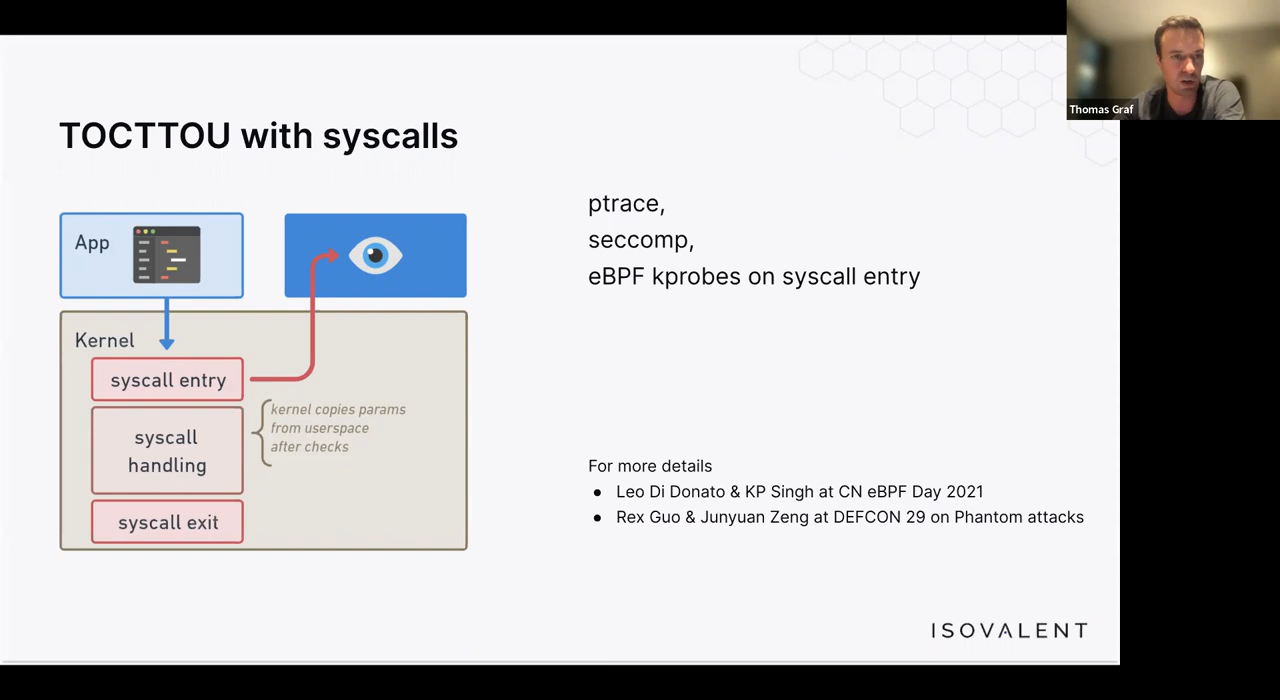 Thomas Graf
TOCTTOU with syscalls
App
Kernel
syscall entry
kernel copies params
from userspace
after checks
syscall
handling
syscall exit
ptrace,
seccomp,
eBPF kprobes on syscall entry
For more details
● Leo Di Donato & KP Singh at CN eBPF Day 2021
● Rex Guo & Junyuan Zeng at DEFCON 29 on Phantom attacks
ISOVALENT